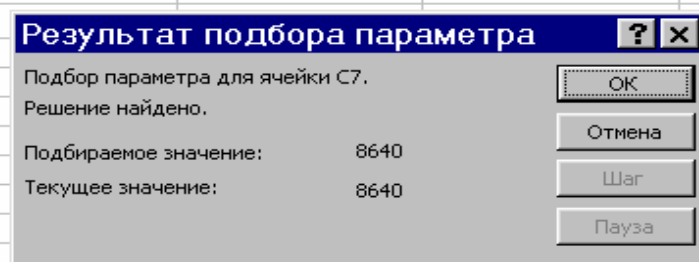 Результат подбора параметра
Подбор параметра для ячейки C7.
Решение найдено.
Подбираемое значение: 8640
Текущее значение: 8640
ОК
Отмена
Шаг
Пауза